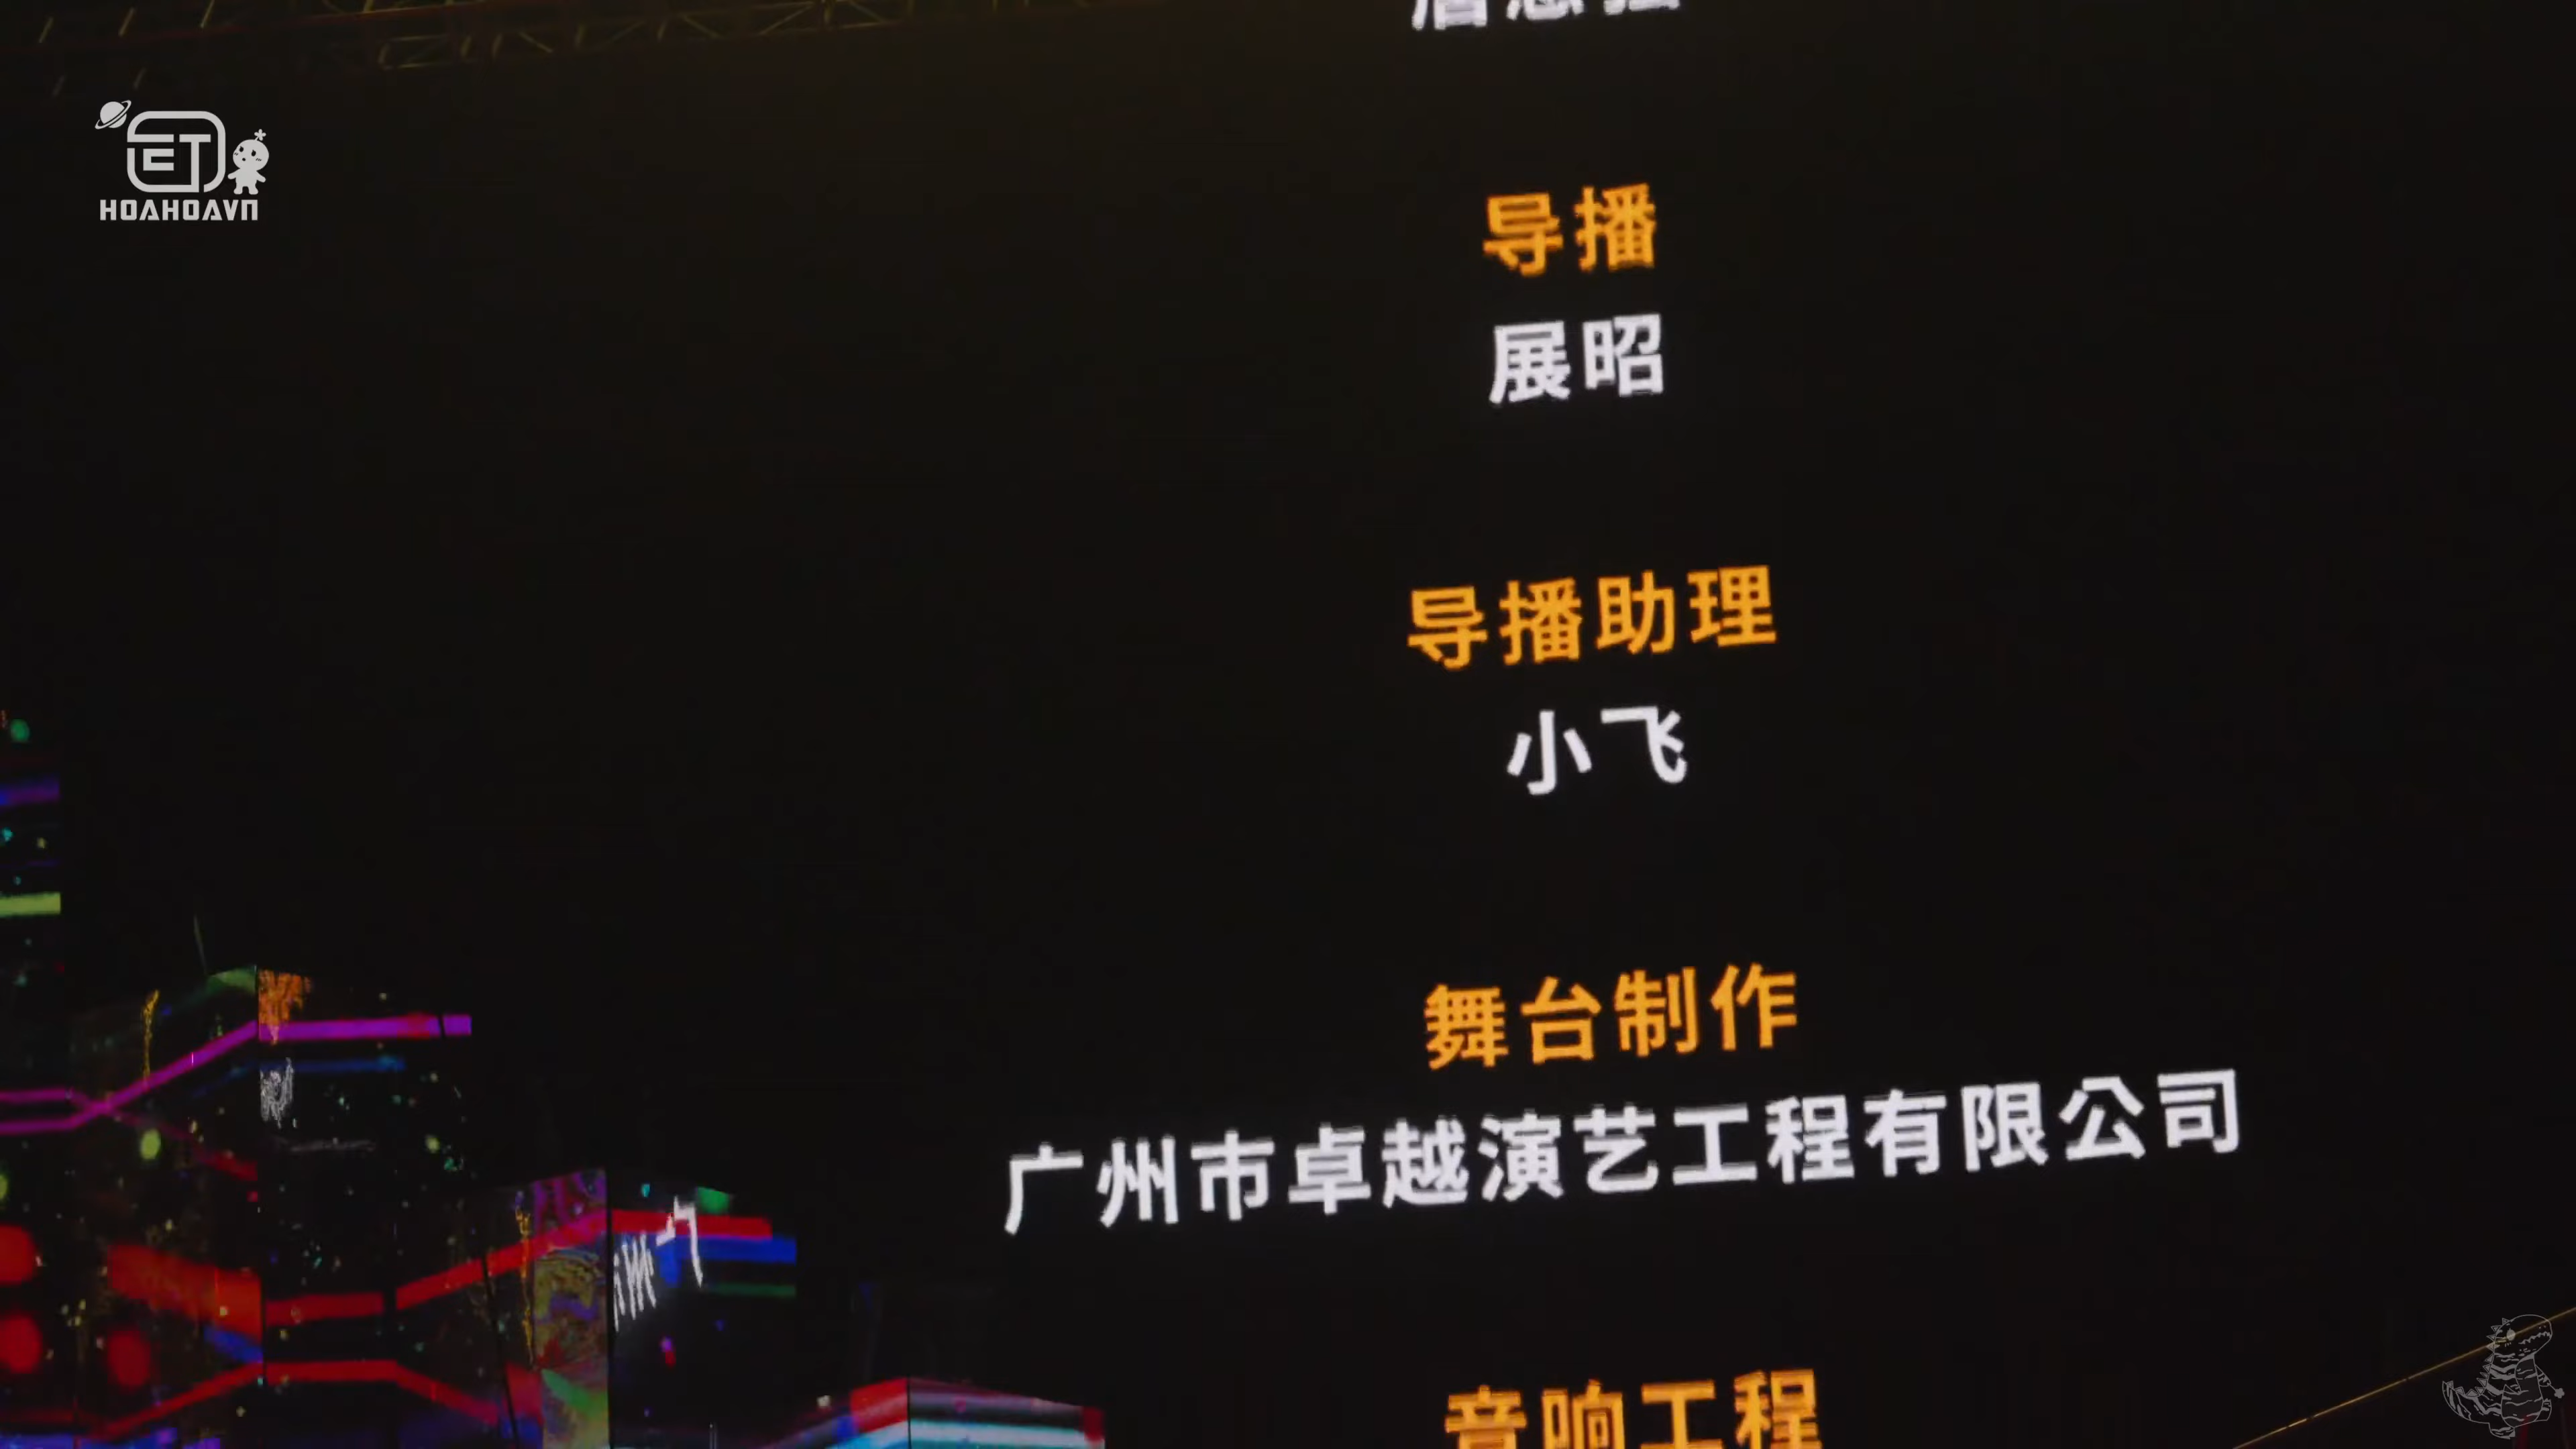 ET
HOAHOAVN
导播
展昭
导播助理
小飞
舞台制作
广州市卓越演艺工程有限公司
音响工程